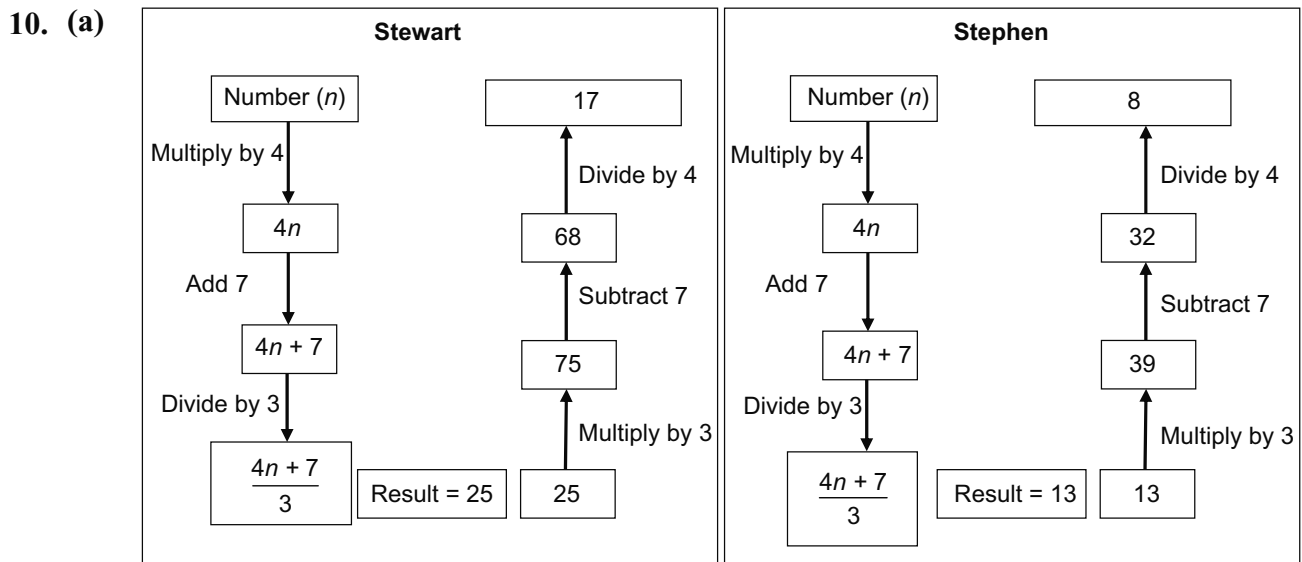 10. (a)
Stewart
Number (n)
Multiply by 4
4n
Add 7
4n + 7
Divide by 3
4n + 7
3
Result = 25
17
Divide by 4
68
Subtract 7
75
Multiply by 3
25
Stephen
Number (n)
Multiply by 4
4n
Add 7
4n + 7
Divide by 3
4n + 7
3
Result = 13
8
Divide by 4
32
Subtract 7
39
Multiply by 3
13